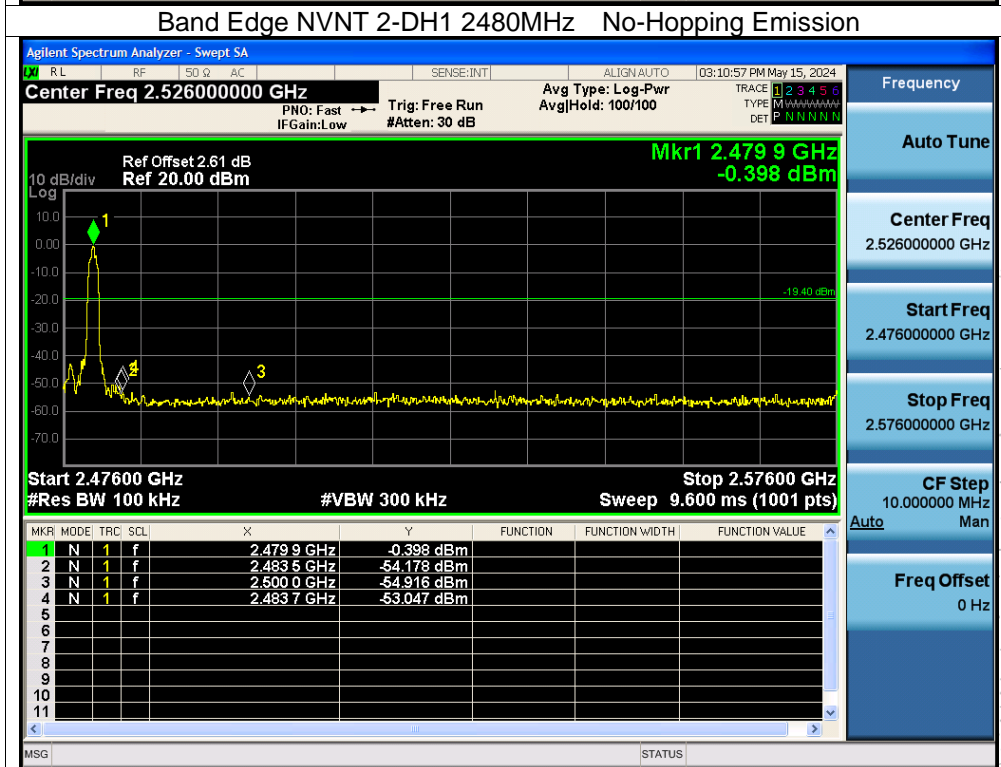 Band Edge NVNT 2-DH1 2480MHz No-Hopping Emission
Agilent Spectrum Analyzer - Swept SA
LXI RL RF 50 Ω AC SENSE:INT ALIGN AUTO 03:10:57 PM May 15, 2024
Center Freq 2.526000000 GHz
PNO: Fast
IFGain:Low
Trig: Free Run
#Atten: 30 dB
Avg Type: Log-Pwr
Avg|Hold: 100/100
TRACE 1 2 3 4 5 6
TYPE M WWWWW
DET P N N N N N
Mkr1 2.479 9 GHz
-0.398 dBm
Ref Offset 2.61 dB
Ref 20.00 dBm
10 dB/div
Log
10.0
0.00
-10.0
-20.0
-30.0
-40.0
-50.0
-60.0
-70.0
-19.40 dBm
1
2
4
3
Start 2.47600 GHz Stop 2.57600 GHz
#Res BW 100 kHz #VBW 300 kHz Sweep 9.600 ms (1001 pts)
MKR MODE TRC SCL X Y FUNCTION FUNCTION WIDTH FUNCTION VALUE
1 N 1 f 2.479 9 GHz -0.398 dBm
2 N 1 f 2.483 5 GHz -54.178 dBm
3 N 1 f 2.500 0 GHz -54.916 dBm
4 N 1 f 2.483 7 GHz -53.047 dBm
5
6
7
8
9
10
11
MSG STATUS
Frequency
Auto Tune
Center Freq
2.526000000 GHz
Start Freq
2.476000000 GHz
Stop Freq
2.576000000 GHz
CF Step
10.000000 MHz
Auto Man
Freq Offset
0 Hz